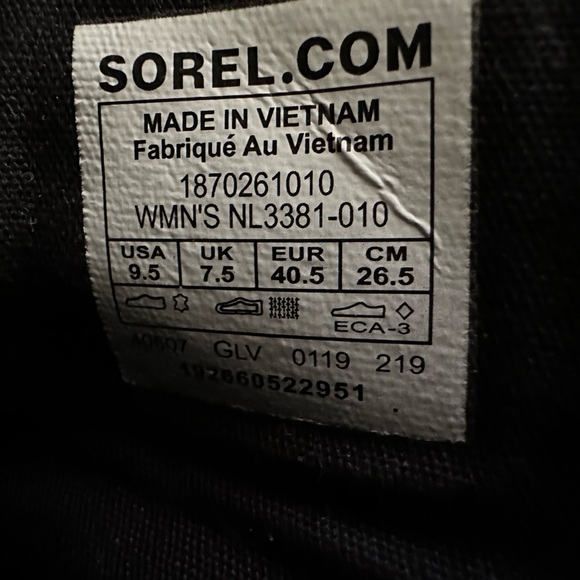 SOREL.COM
MADE IN VIETNAM
Fabriqué Au Vietnam
1870261010
WMN'S NL3381-010
USA UK EUR CM
9.5 7.5 40.5 26.5
ECA-3
GLV 0119 219
192660522951